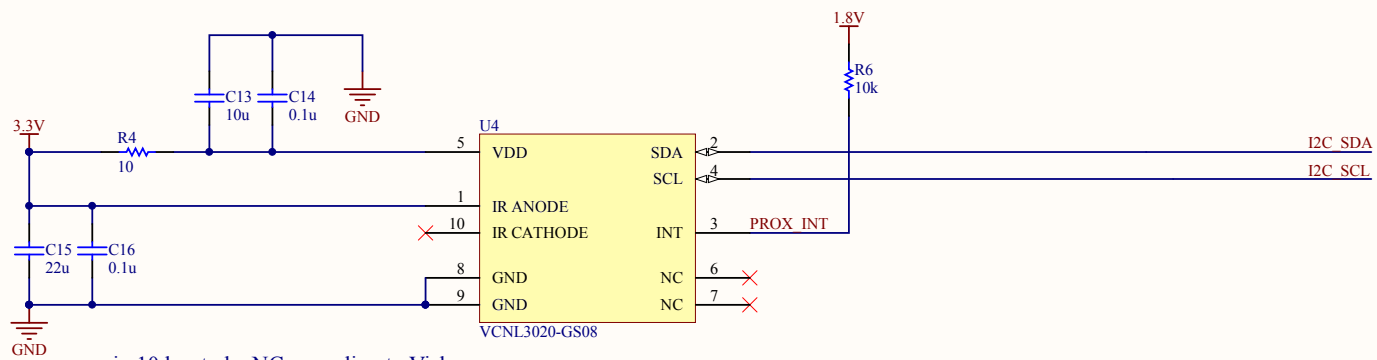 1.8V
R6
10k
C13
10u
C14
0.1u
GND
3.3V
R4
10
U4
5 VDD
SDA 2
I2C_SDA
SCL 4
I2C_SCL
1 IR ANODE
10 IR CATHODE
INT 3
PROX_INT
C15
22u
C16
0.1u
8 GND
NC 6
9 GND
NC 7
VCNL3020-GS08
GND